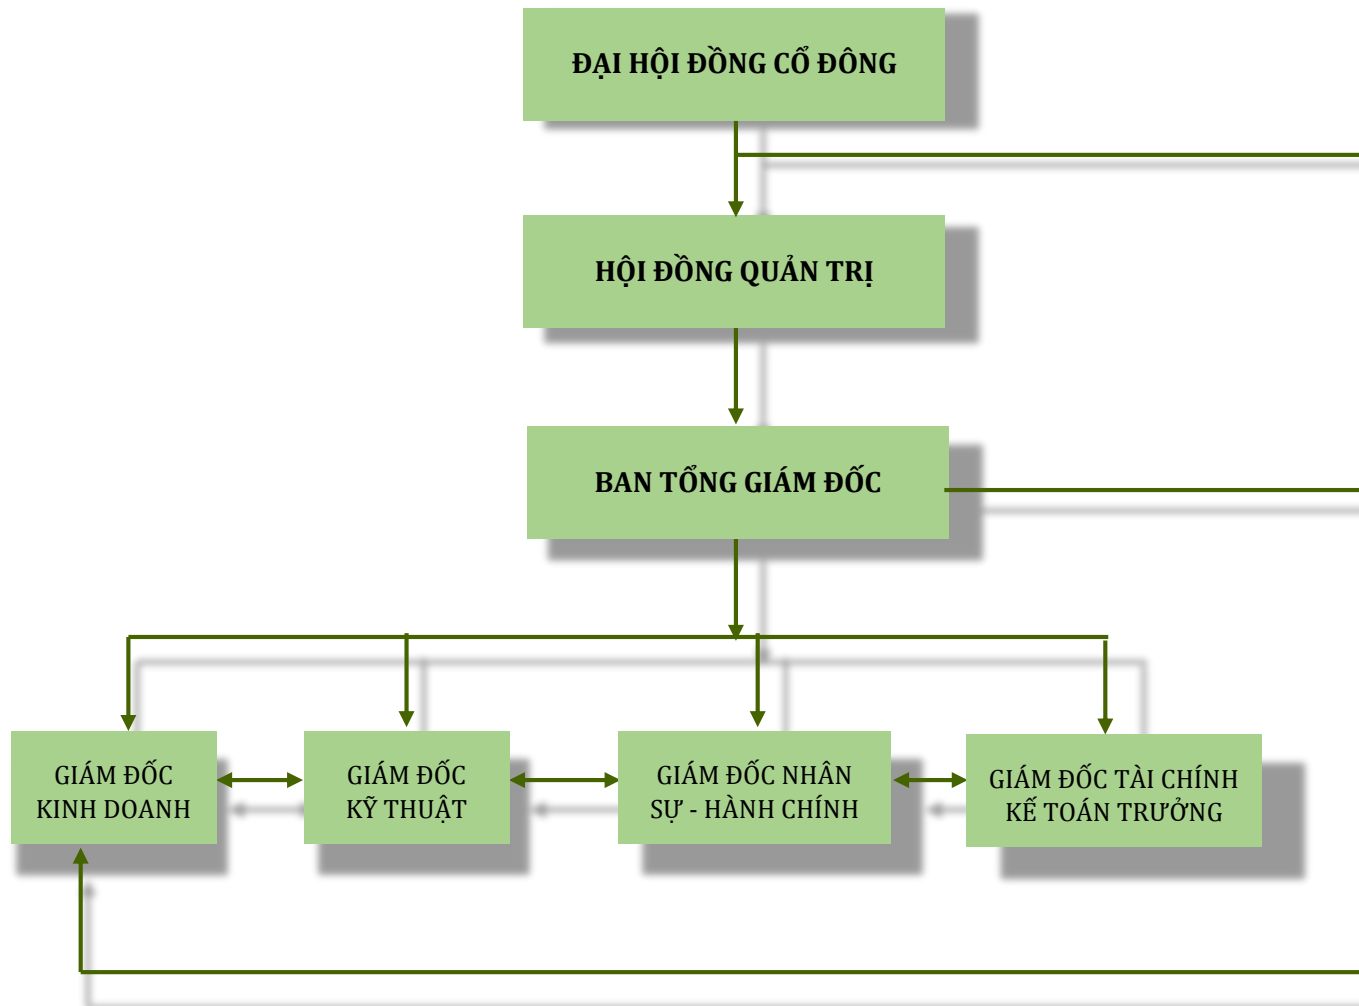 ĐẠI HỘI ĐỒNG CỔ ĐÔNG
HỘI ĐỒNG QUẢN TRỊ
BAN TỔNG GIÁM ĐỐC
GIÁM ĐỐC
KINH DOANH
GIÁM ĐỐC
KỸ THUẬT
GIÁM ĐỐC NHÂN
SỰ - HÀNH CHÍNH
GIÁM ĐỐC TÀI CHÍNH
KẾ TOÁN TRƯỞNG